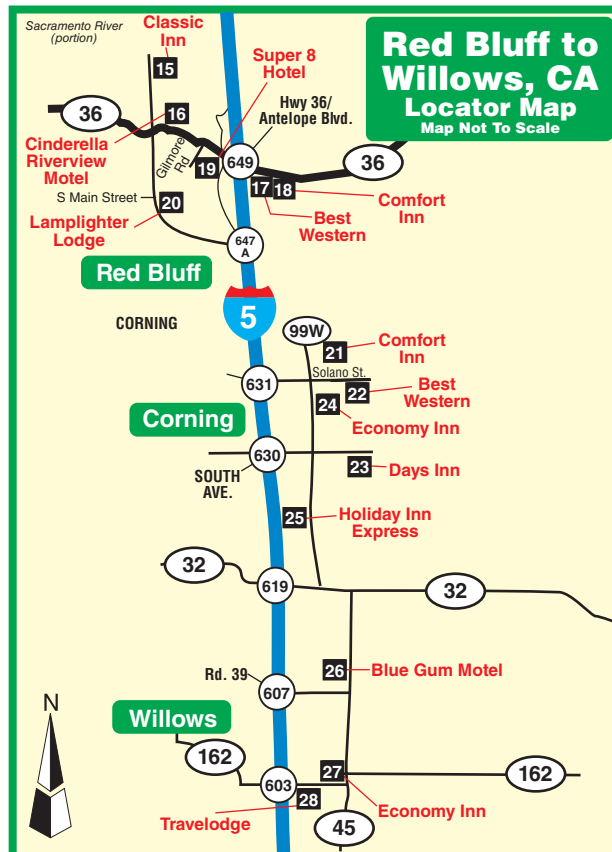 Sacramento River
(portion)
Classic
Inn
15
Super 8
Hotel
Red Bluff to
Willows, CA
Locator Map
Map Not To Scale
36
16
Hwy 36/
Antelope Blvd.
Cinderella
Riverview
Motel
Gilmore
Rd
19
649
36
17
18
Comfort
Inn
S Main Street
20
Best
Western
Lamplighter
Lodge
647
A
Red Bluff
5
CORNING
99W
21
Comfort
Inn
Solano St.
631
22
Best
Western
24
Economy Inn
Corning
630
SOUTH
AVE.
23
Days Inn
25
Holiday Inn
Express
32
619
32
Rd. 39
26
Blue Gum Motel
607
N
Willows
162
27
162
603
28
Economy Inn
Travelodge
45